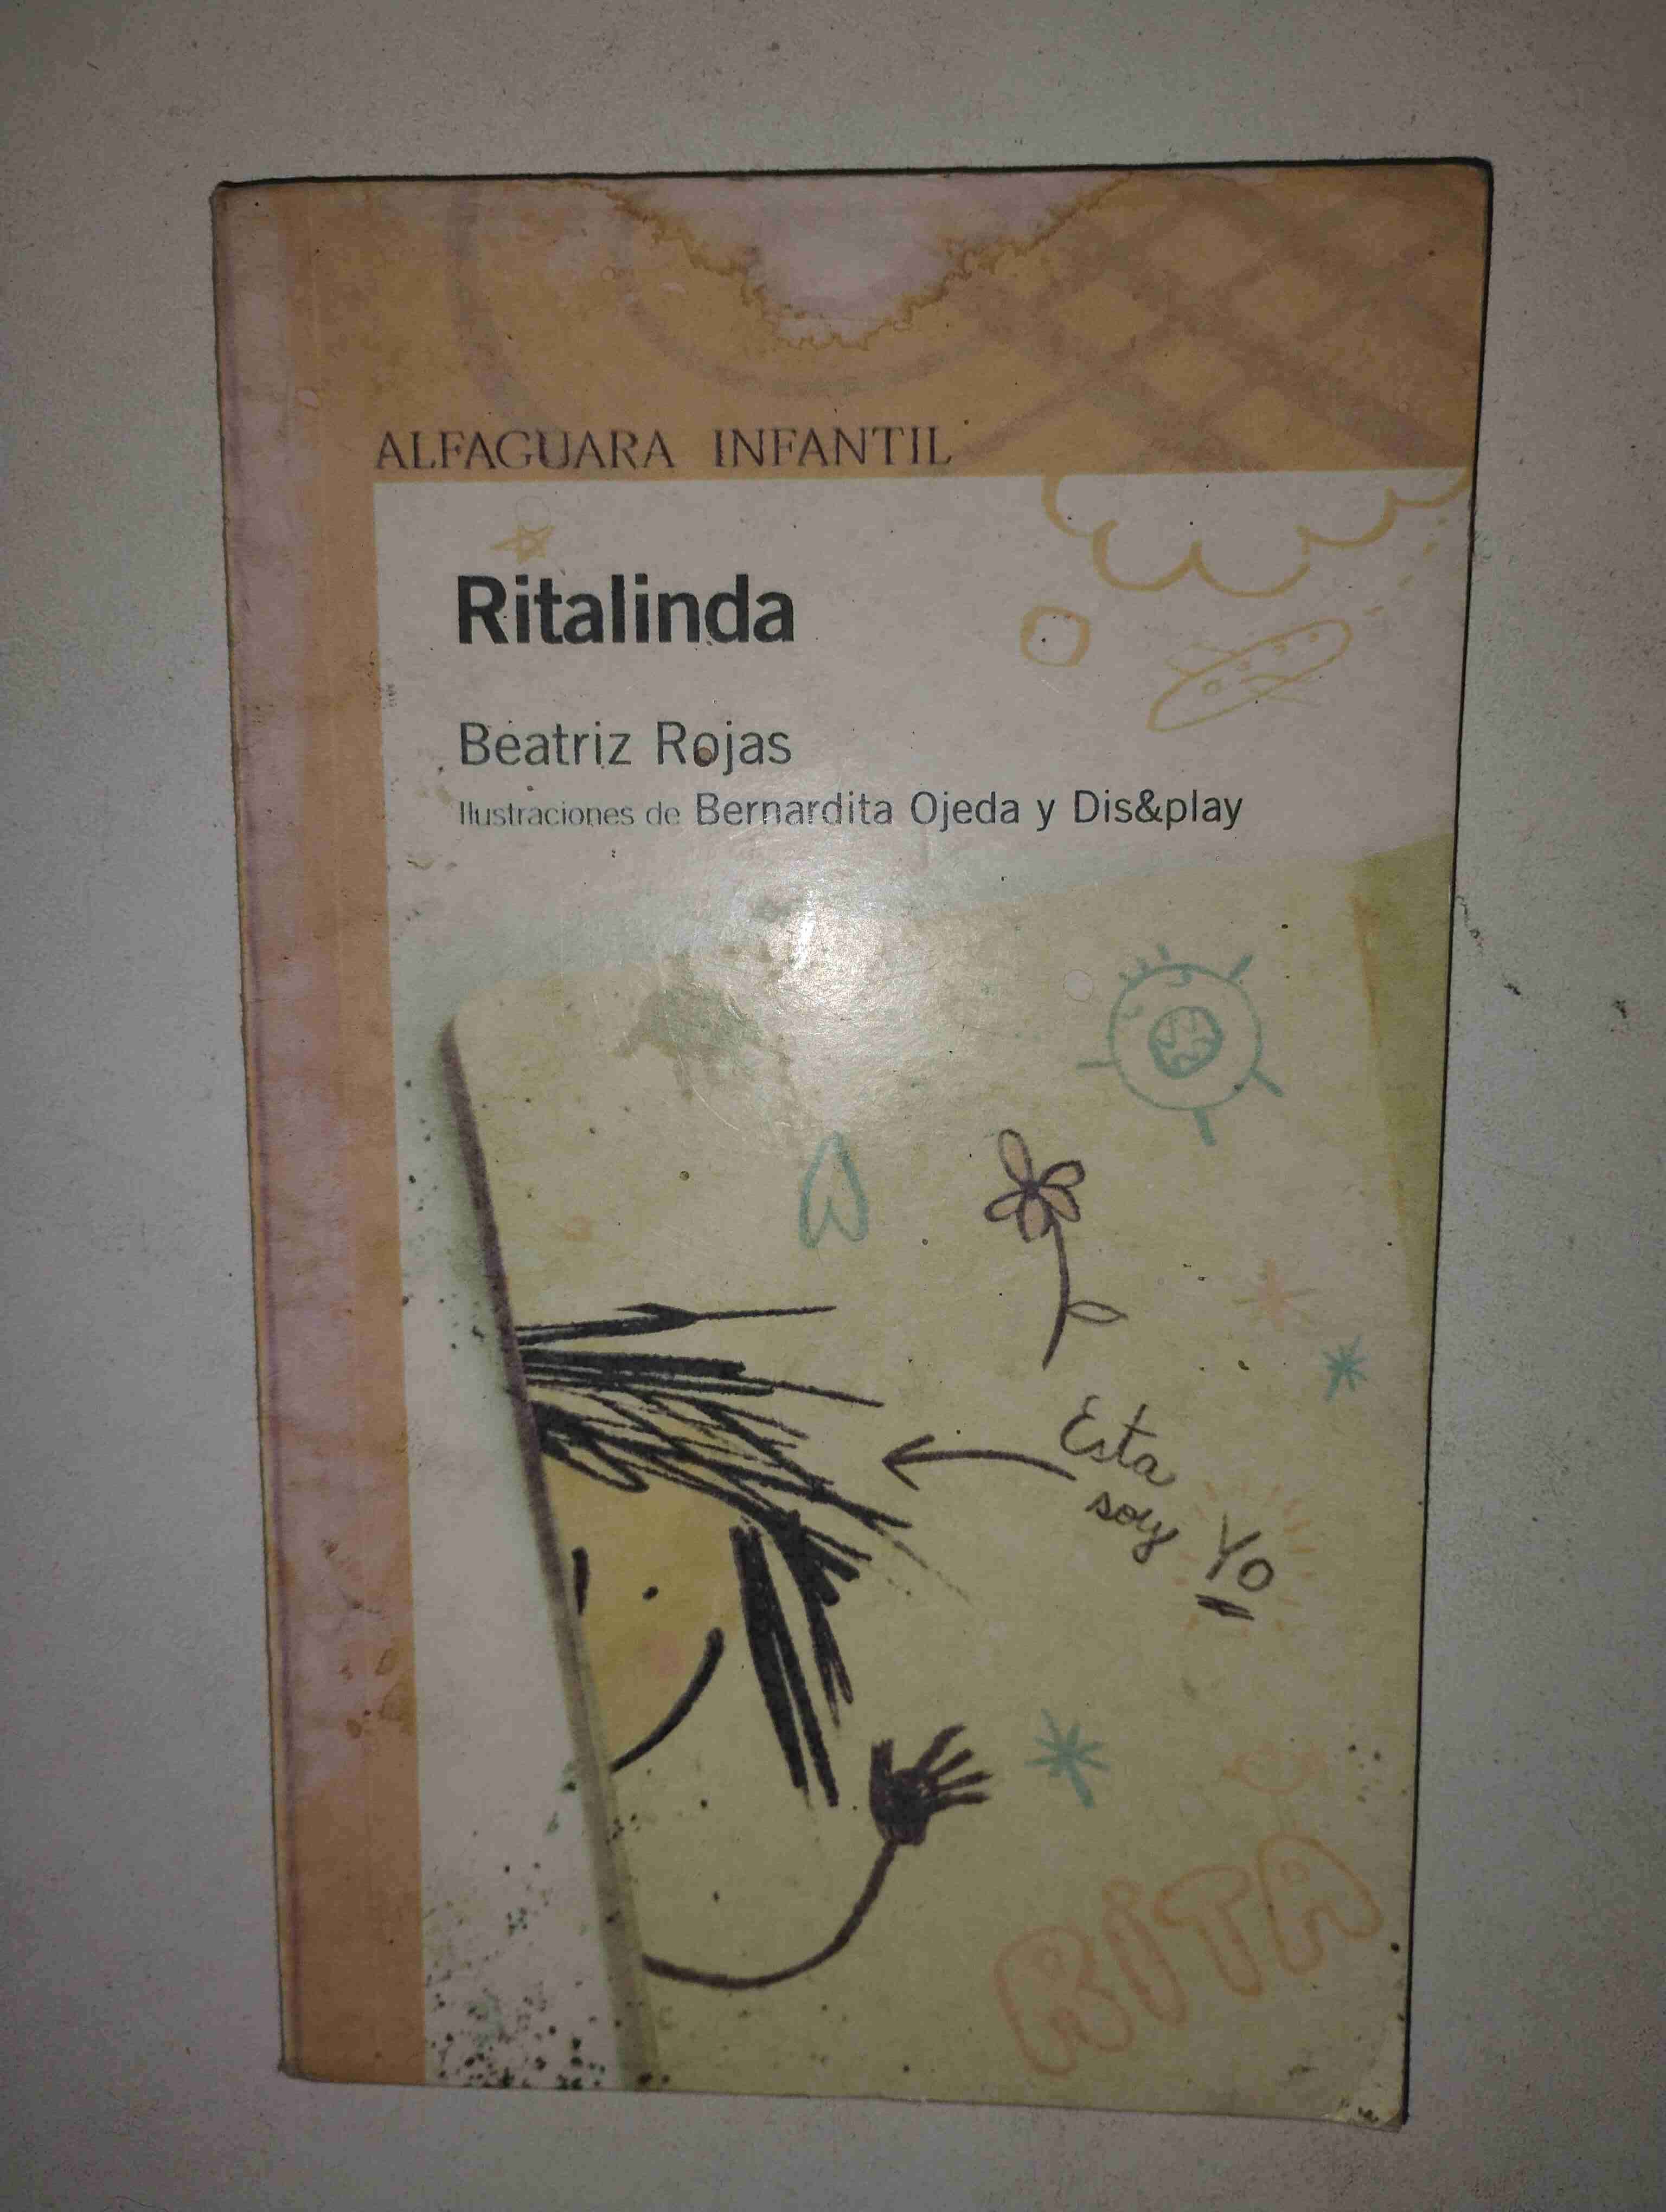 ALFAGUARA INFANTIL
Ritalinda
Beatriz Rojas
Ilustraciones de Bernardita Ojeda y Dis&play
Esta
soy Yo
RITA